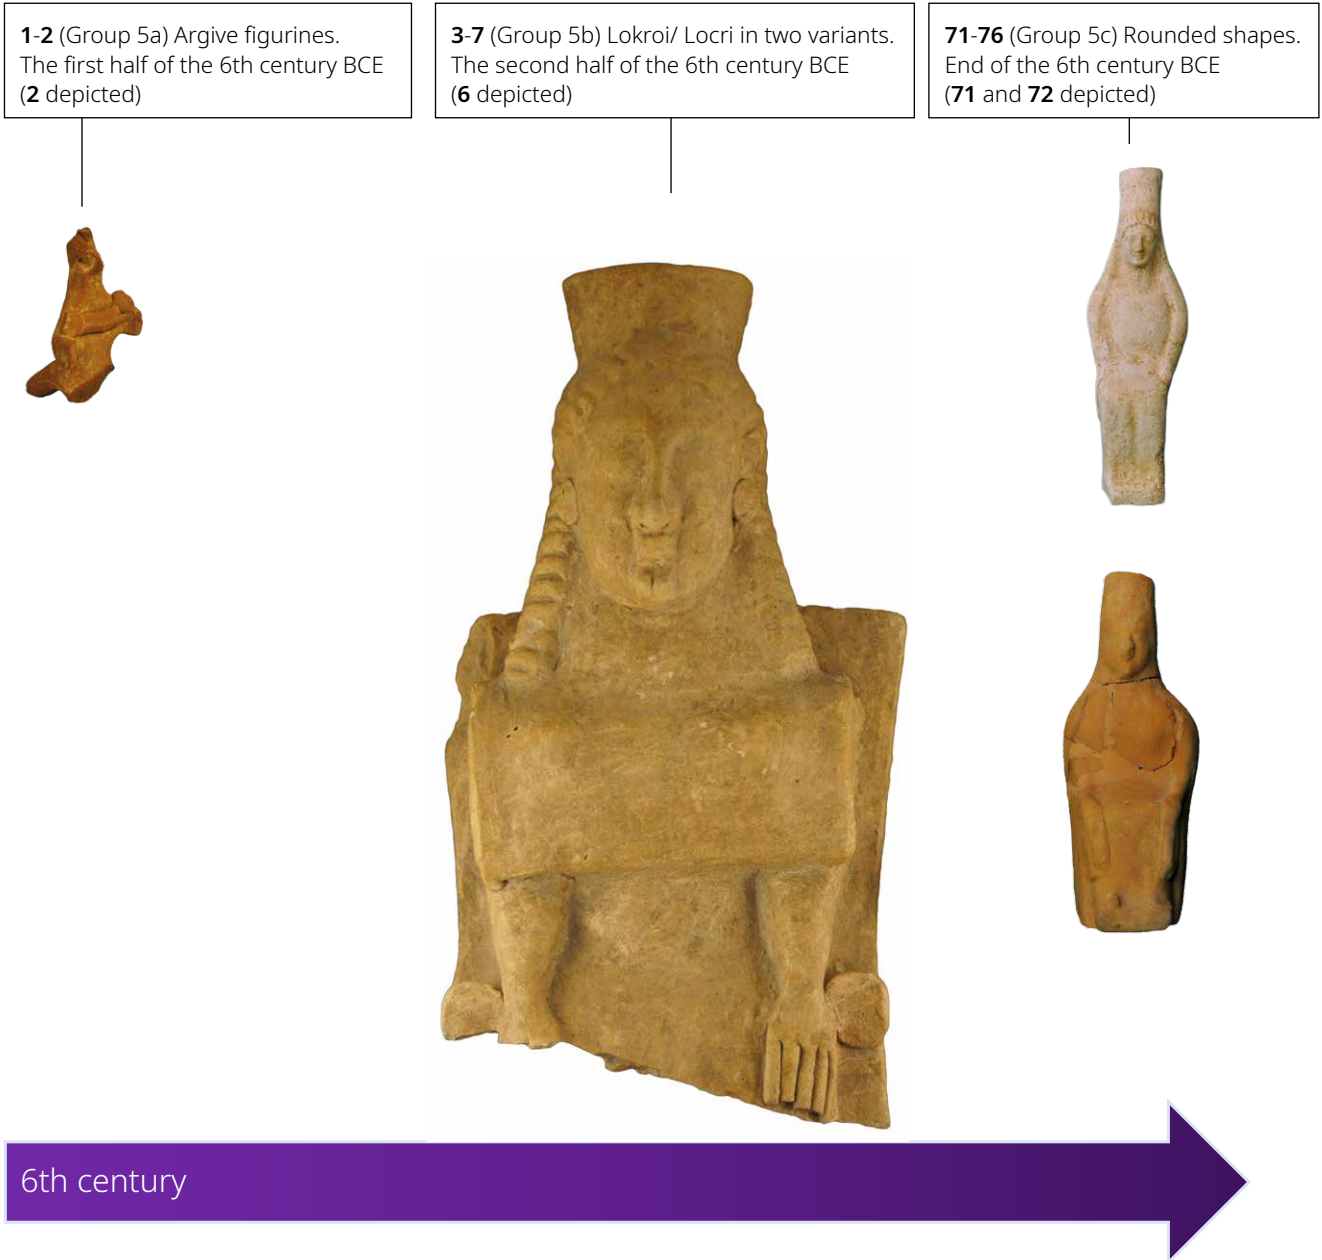 1-2 (Group 5a) Argive figurines.
The first half of the 6th century BCE
(2 depicted)
3-7 (Group 5b) Lokroi/ Locri in two variants.
The second half of the 6th century BCE
(6 depicted)
71-76 (Group 5c) Rounded shapes.
End of the 6th century BCE
(71 and 72 depicted)
6th century